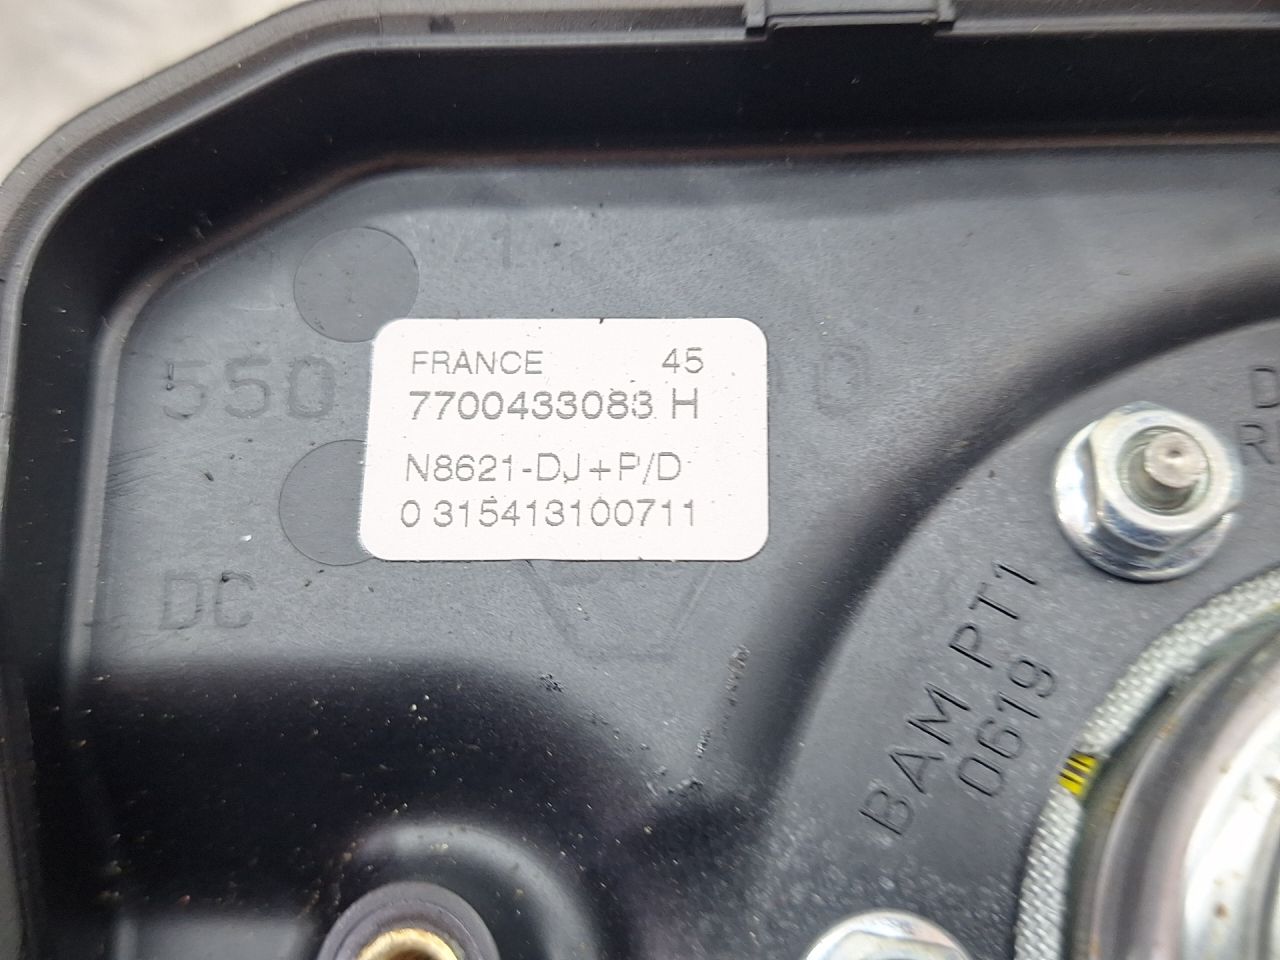 FRANCE 45
7700433083 H
N8621-DJ+P/D
0 315413100711
550
DC
BAM PT1
0619